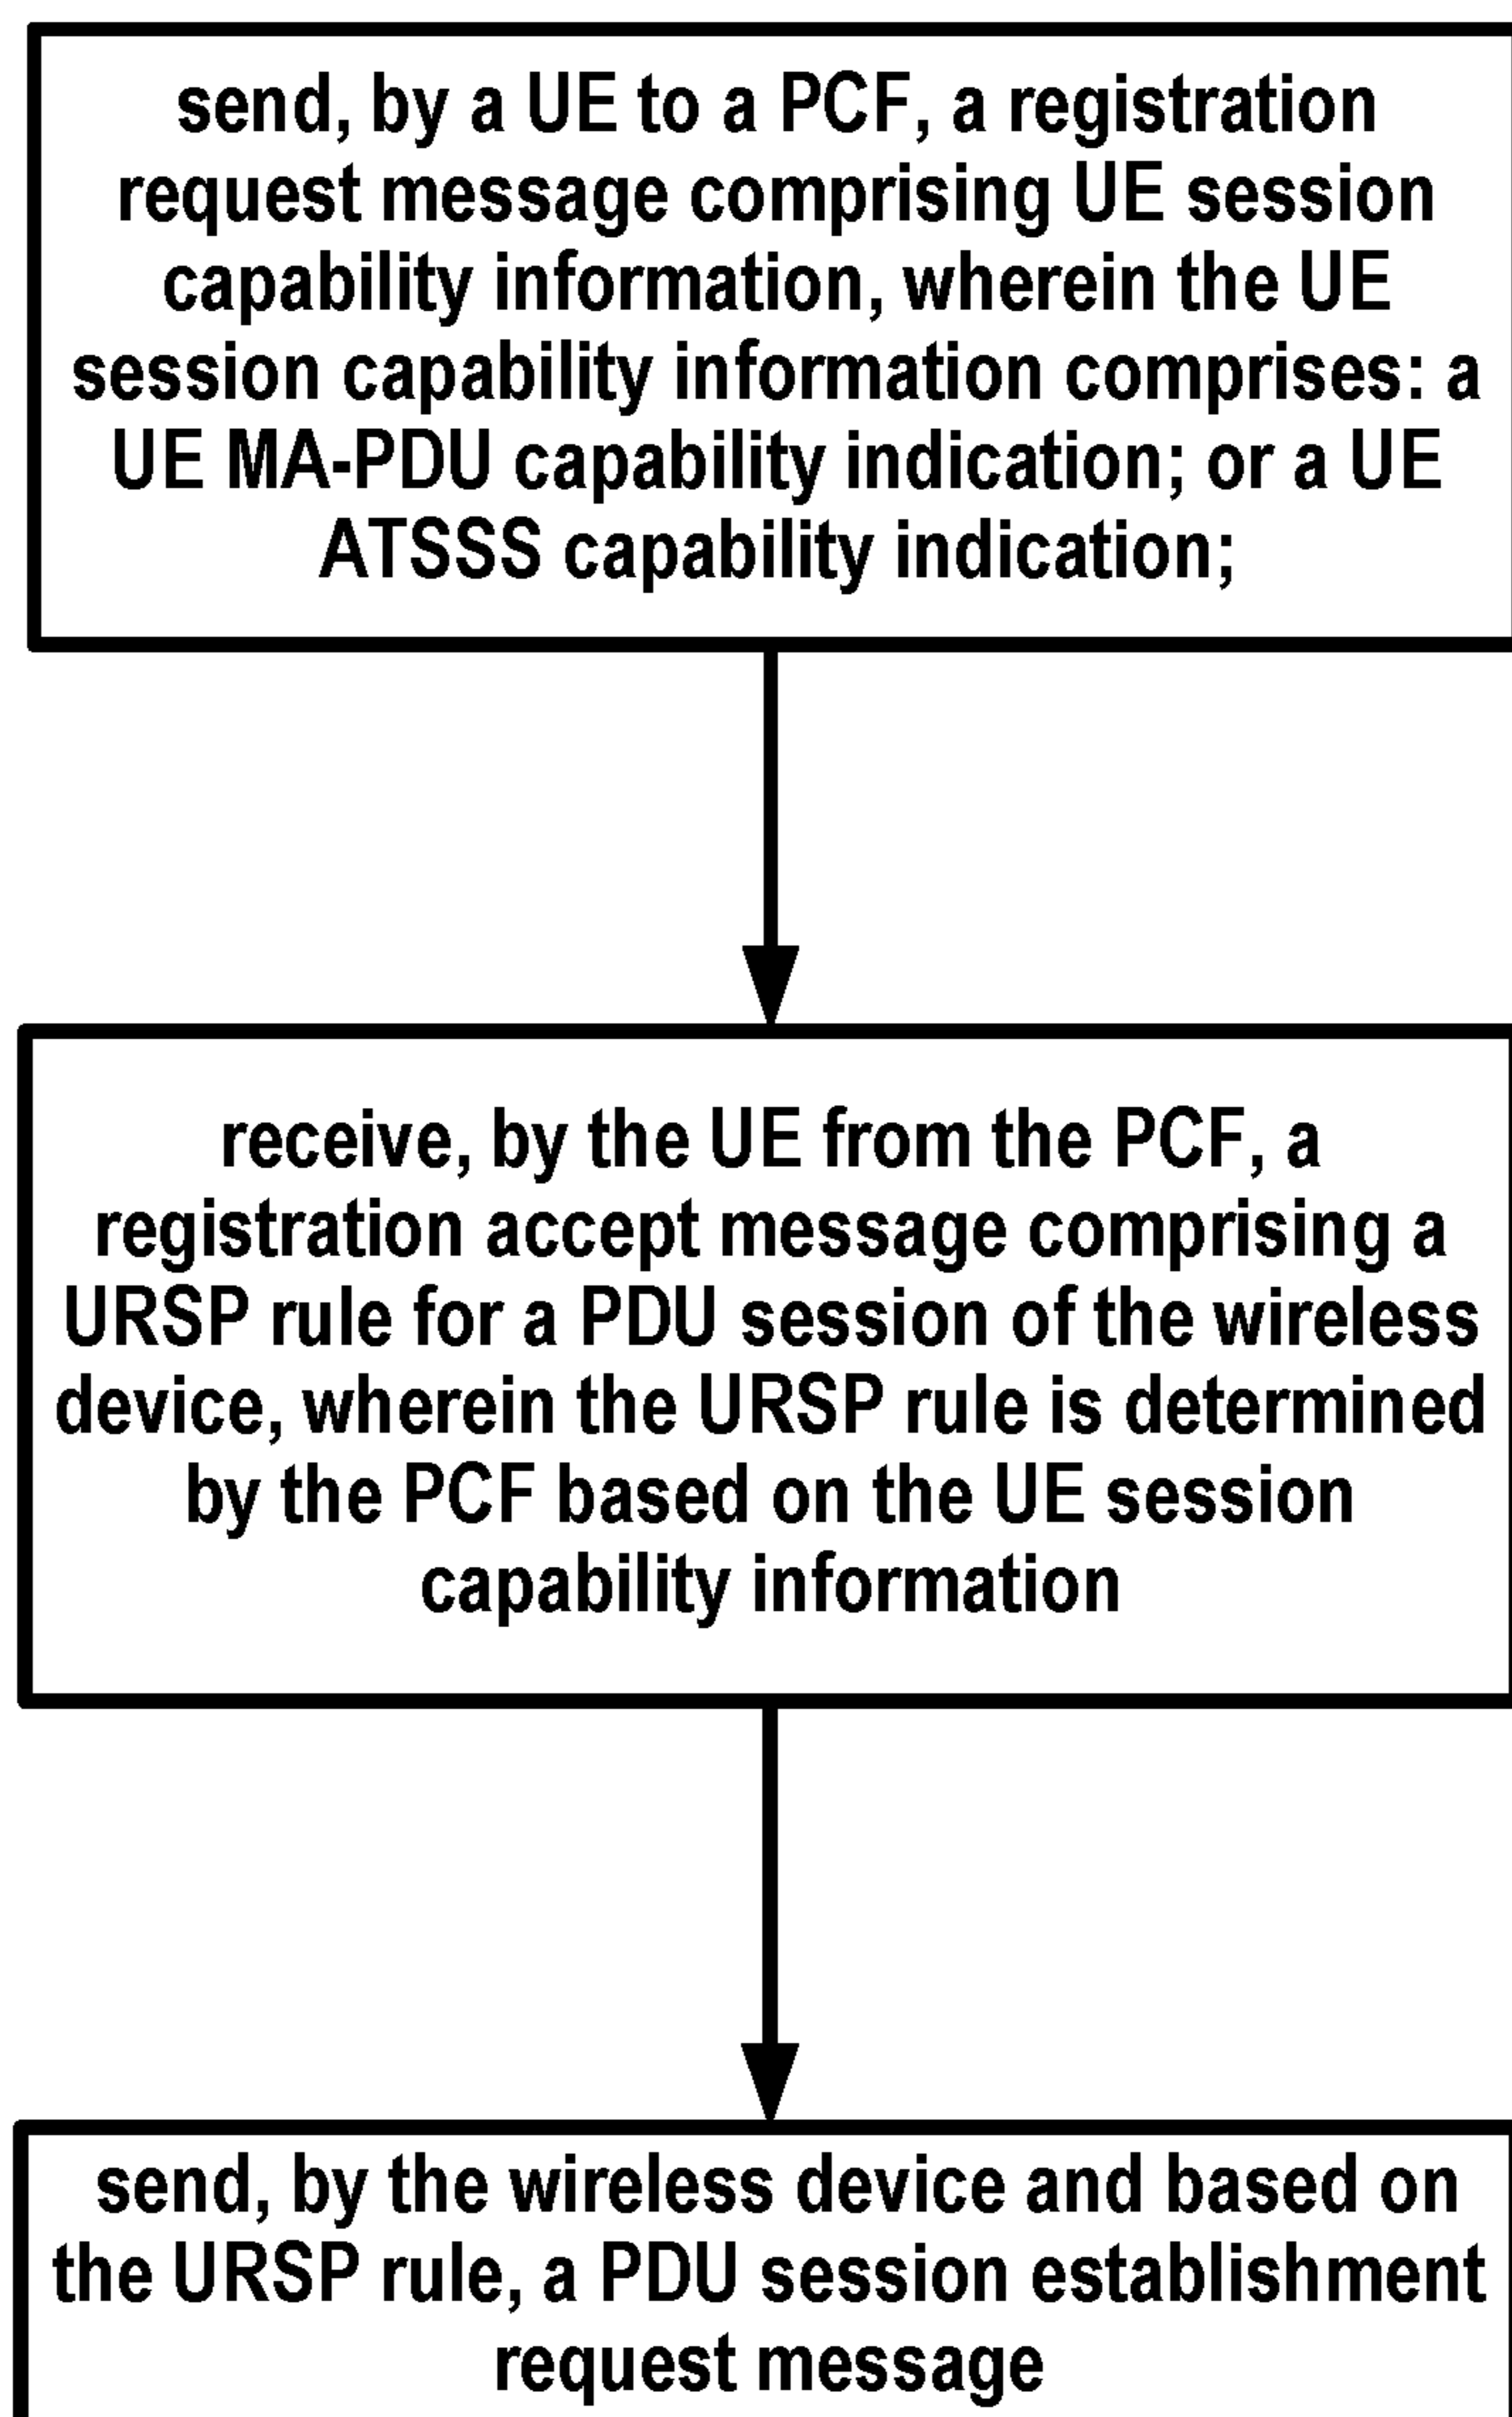 send, by a UE to a PCF, a registration
request message comprising UE session
capability information, wherein the UE
session capability information comprises: a
UE MA-PDU capability indication; or a UE
ATSSS capability indication;
receive, by the UE from the PCF, a
registration accept message comprising a
URSP rule for a PDU session of the wireless
device, wherein the URSP rule is determined
by the PCF based on the UE session
capability information
send, by the wireless device and based on
the URSP rule, a PDU session establishment
request message